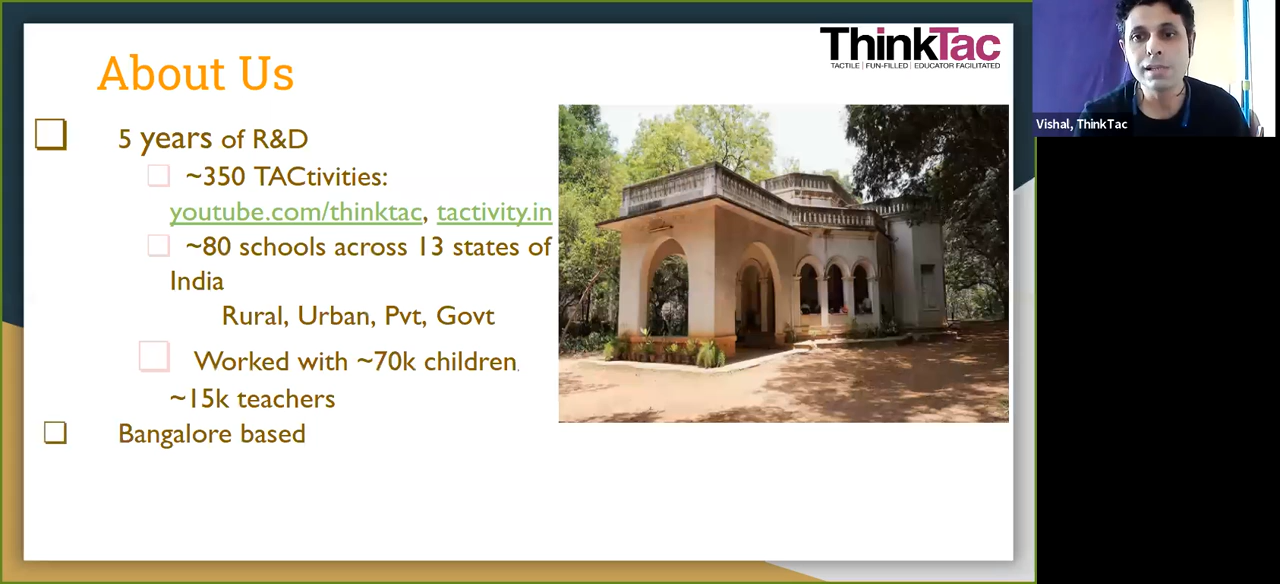 ThinkTac
TACTILE | FUN-FILLED | EDUCATOR FACILITATED
About Us
5 years of R&D
~350 TACtivities:
youtube.com/thinktac, tactivity.in
~80 schools across 13 states of
India
Rural, Urban, Pvt, Govt
Worked with ~70k children,
~15k teachers
Bangalore based
Vishal, ThinkTac